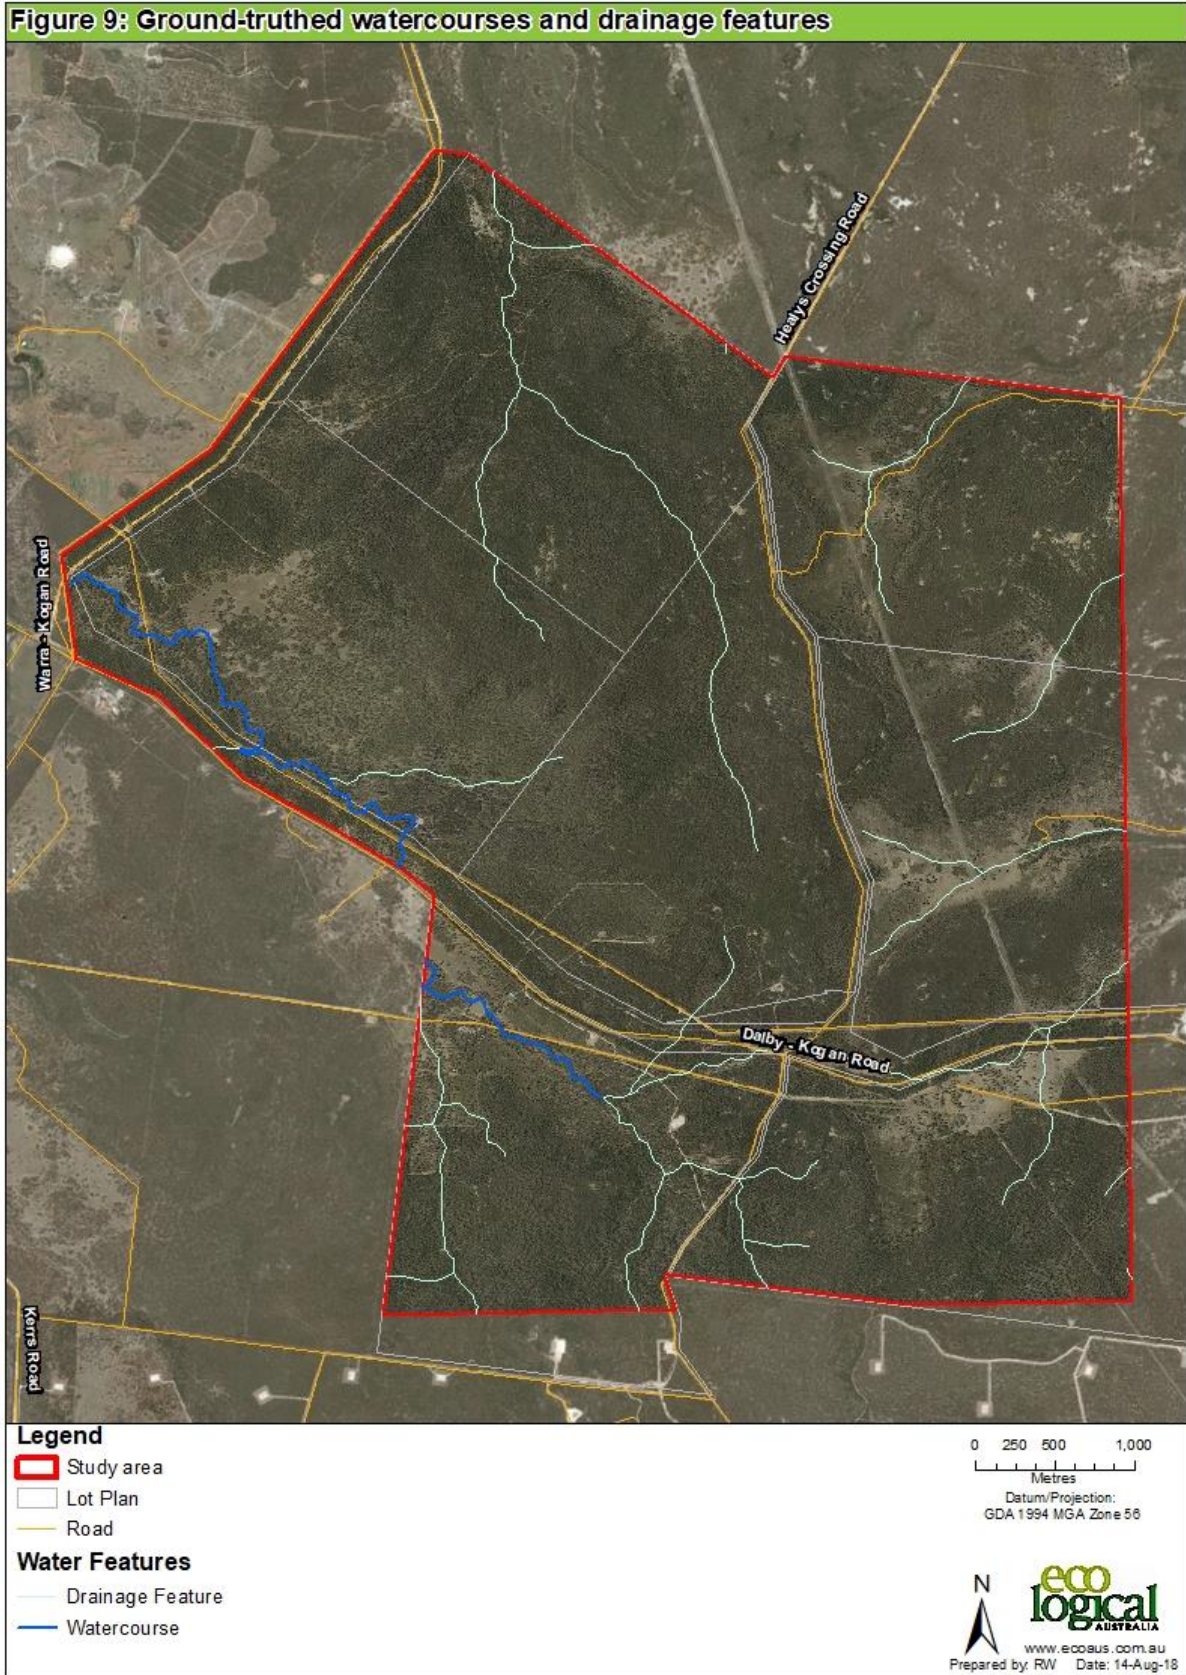 Figure 9: Ground-truthed watercourses and drainage features
Healys Crossing Road
Warra - Kogan Road
Dalby - Kogan Road
Kerrs Road
Legend
Study area
Lot Plan
Road
Water Features
Drainage Feature
Watercourse
0 250 500 1,000
Metres
Datum/Projection:
GDA 1994 MGA Zone 56
N
eco
logical
AUSTRALIA
www.ecoaus.com.au
Prepared by: RW Date: 14-Aug-18